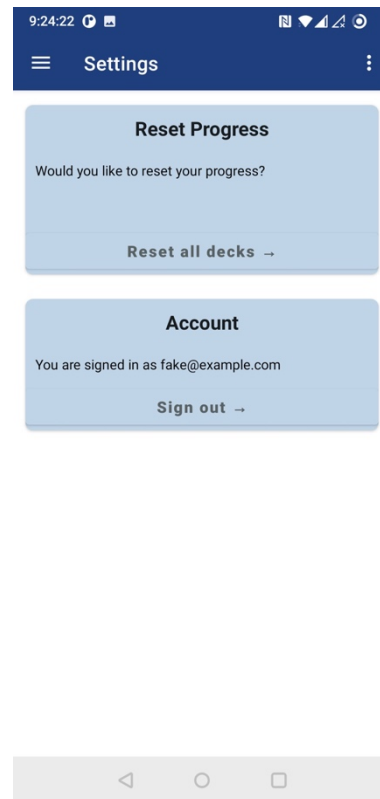 9:24:22
Settings
Reset Progress
Would you like to reset your progress?
Reset all decks →
Account
You are signed in as fake@example.com
Sign out →